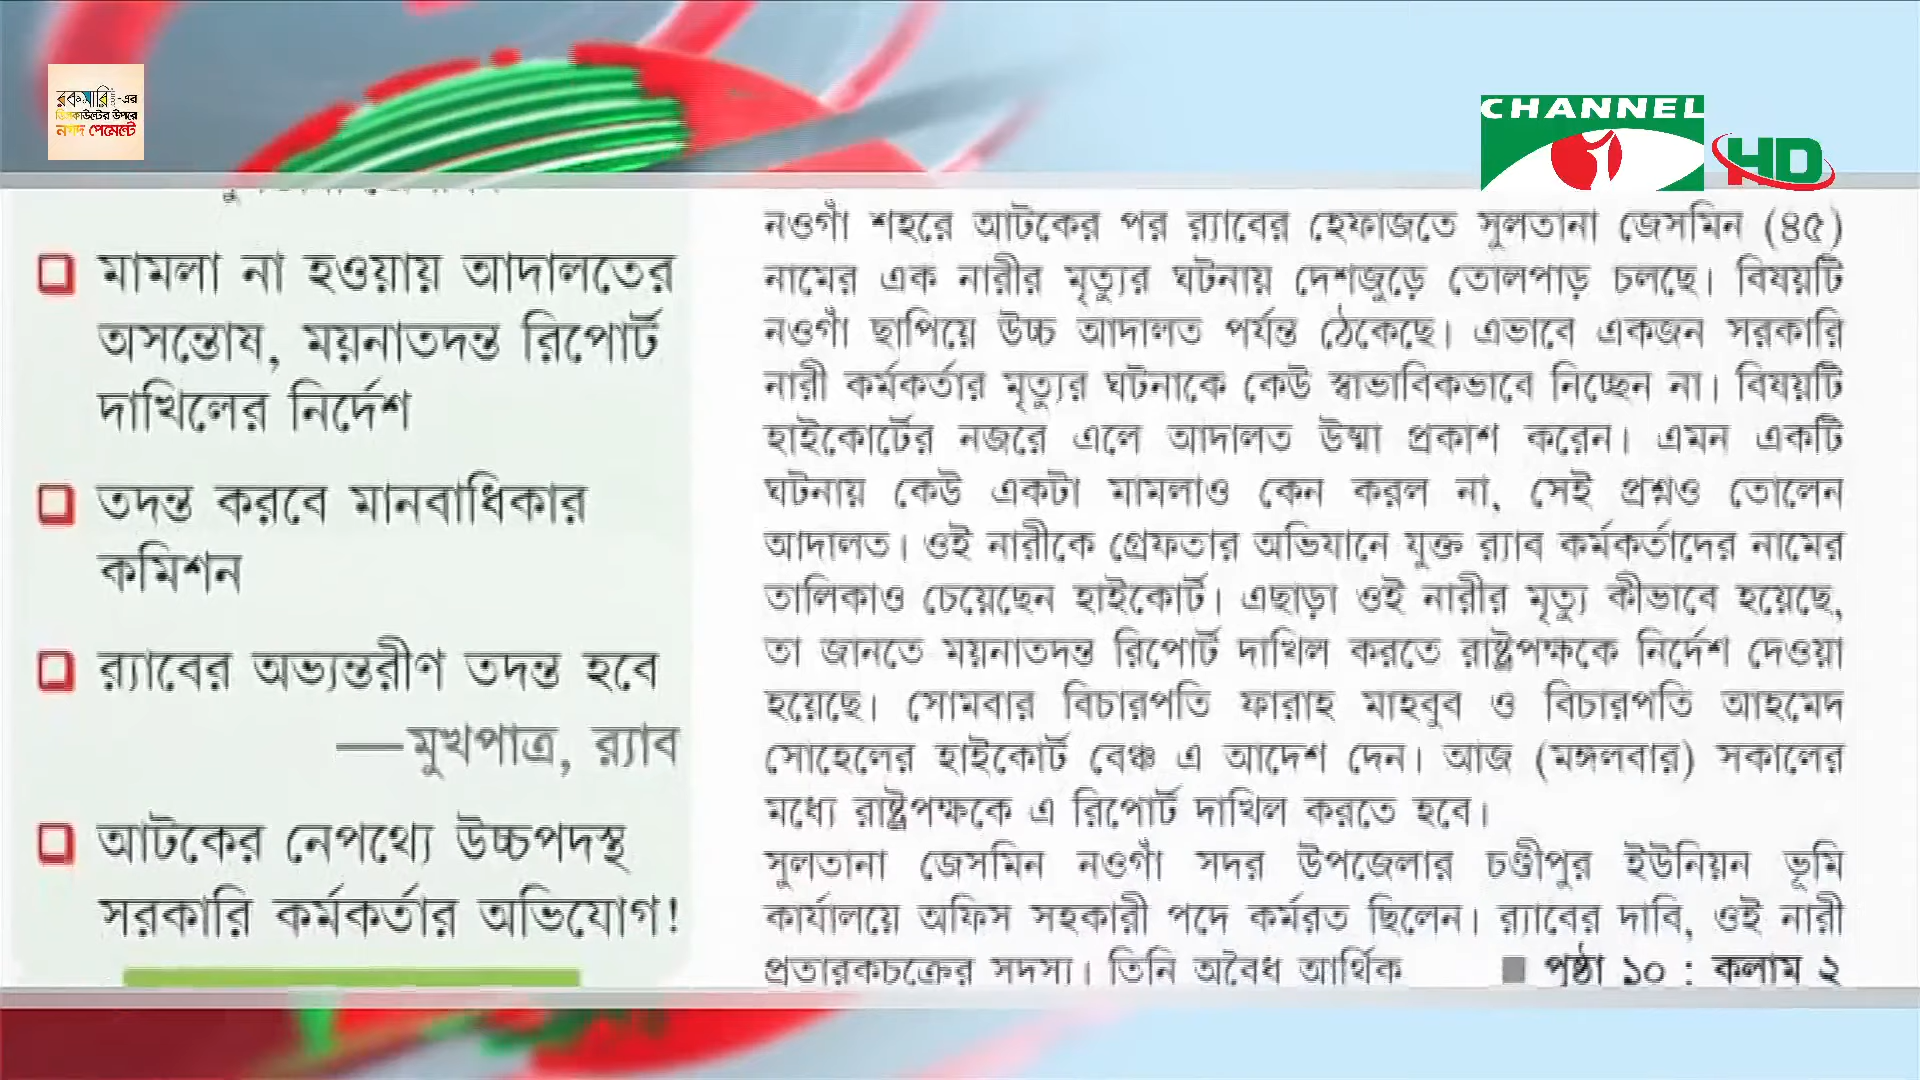 রকমারি-এর
ডিসকাউন্টের উপরে
নগদ পেমেন্টে
CHANNEL
HD
মামলা না হওয়ায় আদালতের
অসন্তোষ, ময়নাতদন্ত রিপোর্ট
দাখিলের নির্দেশ
তদন্ত করবে মানবাধিকার
কমিশন
র‍্যাবের অভ্যন্তরীণ তদন্ত হবে
—মুখপাত্র, র‍্যাব
আটকের নেপথ্যে উচ্চপদস্থ
সরকারি কর্মকর্তার অভিযোগ!
নওগাঁ শহরে আটকের পর র‍্যাবের হেফাজতে সুলতানা জেসমিন (৪৫)
নামের এক নারীর মৃত্যুর ঘটনায় দেশজুড়ে তোলপাড় চলছে। বিষয়টি
নওগাঁ ছাপিয়ে উচ্চ আদালত পর্যন্ত ঠেকেছে। এভাবে একজন সরকারি
নারী কর্মকর্তার মৃত্যুর ঘটনাকে কেউ স্বাভাবিকভাবে নিচ্ছেন না। বিষয়টি
হাইকোর্টের নজরে এলে আদালত উষ্মা প্রকাশ করেন। এমন একটি
ঘটনায় কেউ একটা মামলাও কেন করল না, সেই প্রশ্নও তোলেন
আদালত। ওই নারীকে গ্রেফতার অভিযানে যুক্ত র‍্যাব কর্মকর্তাদের নামের
তালিকাও চেয়েছেন হাইকোর্ট। এছাড়া ওই নারীর মৃত্যু কীভাবে হয়েছে,
তা জানতে ময়নাতদন্ত রিপোর্ট দাখিল করতে রাষ্ট্রপক্ষকে নির্দেশ দেওয়া
হয়েছে। সোমবার বিচারপতি ফারাহ মাহবুব ও বিচারপতি আহমেদ
সোহেলের হাইকোর্ট বেঞ্চ এ আদেশ দেন। আজ (মঙ্গলবার) সকালের
মধ্যে রাষ্ট্রপক্ষকে এ রিপোর্ট দাখিল করতে হবে।
সুলতানা জেসমিন নওগাঁ সদর উপজেলার চণ্ডীপুর ইউনিয়ন ভূমি
কার্যালয়ে অফিস সহকারী পদে কর্মরত ছিলেন। র‍্যাবের দাবি, ওই নারী
প্রতারকচক্রের সদস্য। তিনি অবৈধ আর্থিক ■ পৃষ্ঠা ১০ : কলাম ২